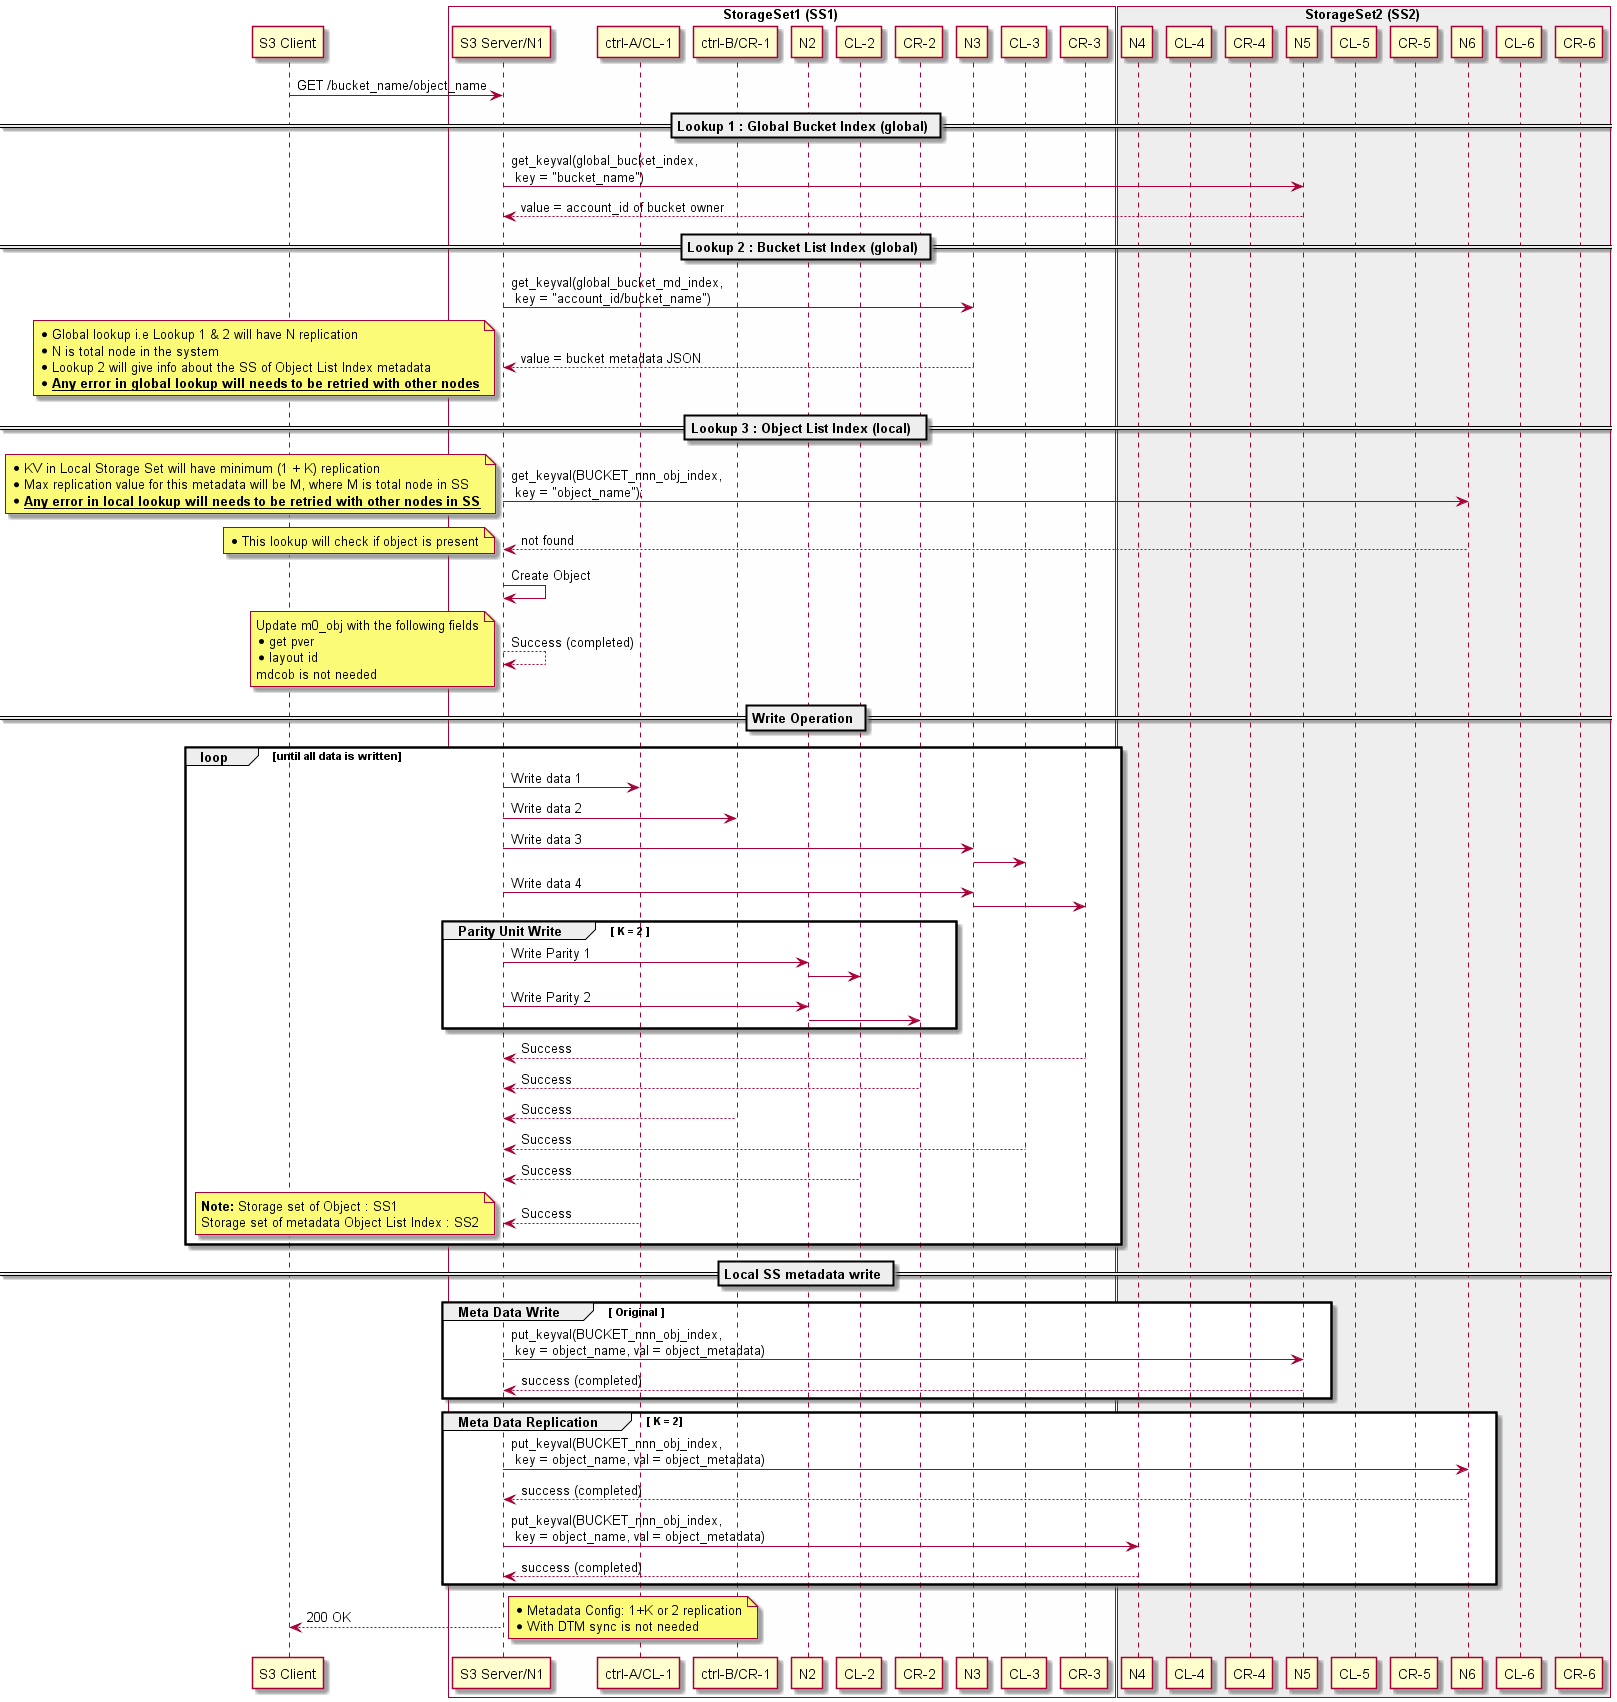 StorageSet1 (SS1)
StorageSet2 (SS2)
S3 Client
S3 Server/N1
ctrl-A/CL-1
ctrl-B/CR-1
N2
CL-2
CR-2
N3
CL-3
CR-3
N4
CL-4
CR-4
N5
CL-5
CR-5
N6
CL-6
CR-6
GET /bucket_name/object_name
Lookup 1 : Global Bucket Index (global)
get_keyval(global_bucket_index,
key = "bucket_name")
value = account_id of bucket owner
Lookup 2 : Bucket List Index (global)
get_keyval(global_bucket_md_index,
key = "account_id/bucket_name")
• Global lookup i.e Lookup 1 & 2 will have N replication
• N is total node in the system
• Lookup 2 will give info about the SS of Object List Index metadata
• Any error in global lookup will needs to be retried with other nodes
value = bucket metadata JSON
Lookup 3 : Object List Index (local)
• KV in Local Storage Set will have minimum (1 + K) replication
• Max replication value for this metadata will be M, where M is total node in SS
• Any error in local lookup will needs to be retried with other nodes in SS
get_keyval(BUCKET_nnn_obj_index,
key = "object_name");
• This lookup will check if object is present
not found
Create Object
Update m0_obj with the following fields
• get pver
• layout id
mdcob is not needed
Success (completed)
Write Operation
loop
[until all data is written]
Write data 1
Write data 2
Write data 3
Write data 4
Parity Unit Write
[ K = 2 ]
Write Parity 1
Write Parity 2
Success
Success
Success
Success
Success
Note: Storage set of Object : SS1
Storage set of metadata Object List Index : SS2
Success
Local SS metadata write
Meta Data Write
[ Original ]
put_keyval(BUCKET_nnn_obj_index,
key = object_name, val = object_metadata)
success (completed)
Meta Data Replication
[ K = 2]
put_keyval(BUCKET_nnn_obj_index,
key = object_name, val = object_metadata)
success (completed)
put_keyval(BUCKET_nnn_obj_index,
key = object_name, val = object_metadata)
success (completed)
200 OK
• Metadata Config: 1+K or 2 replication
• With DTM sync is not needed
S3 Client
S3 Server/N1
ctrl-A/CL-1
ctrl-B/CR-1
N2
CL-2
CR-2
N3
CL-3
CR-3
N4
CL-4
CR-4
N5
CL-5
CR-5
N6
CL-6
CR-6